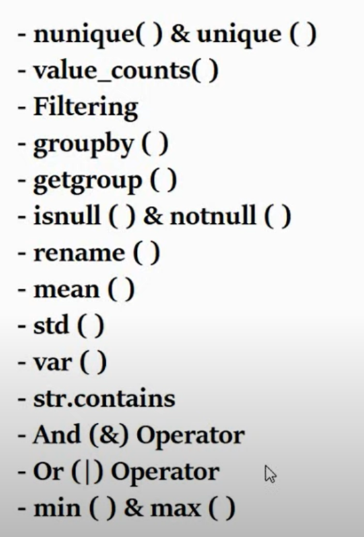 - nunique( ) & unique ( )
- value_counts( )
- Filtering
- groupby ( )
- getgroup ( )
- isnull ( ) & notnull ( )
- rename ( )
- mean ( )
- std ( )
- var ( )
- str.contains
- And (&) Operator
- Or (|) Operator
- min ( ) & max ( )